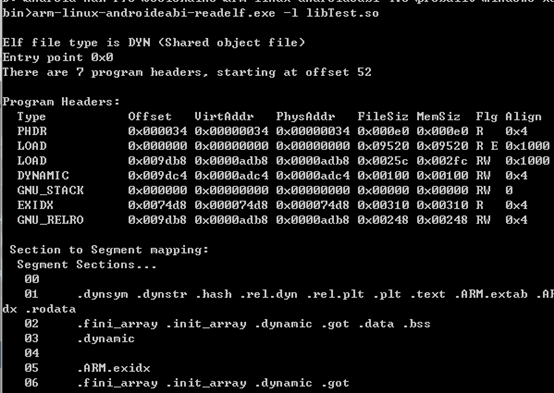 bin>arm-linux-androideabi-readelf.exe -l libTest.so
Elf file type is DYN (Shared object file)
Entry point 0x0
There are 7 program headers, starting at offset 52
Program Headers:
Type Offset VirtAddr PhysAddr FileSiz MemSiz Flg Align
PHDR 0x000034 0x00000034 0x00000034 0x000e0 0x000e0 R 0x4
LOAD 0x000000 0x00000000 0x00000000 0x09520 0x09520 R E 0x1000
LOAD 0x009db8 0x0000adb8 0x0000adb8 0x0025c 0x002fc RW 0x1000
DYNAMIC 0x009dc4 0x0000adc4 0x0000adc4 0x00100 0x00100 RW 0x4
GNU_STACK 0x000000 0x00000000 0x00000000 0x00000 0x00000 RW 0
EXIDX 0x0074d8 0x000074d8 0x000074d8 0x00310 0x00310 R 0x4
GNU_RELRO 0x009db8 0x0000adb8 0x0000adb8 0x00248 0x00248 RW 0x4
Section to Segment mapping:
Segment Sections...
00
01 .dynsym .dynstr .hash .rel.dyn .rel.plt .plt .text .ARM.extab .AR
dx .rodata
02 .fini_array .init_array .dynamic .got .data .bss
03 .dynamic
04
05 .ARM.exidx
06 .fini_array .init_array .dynamic .got